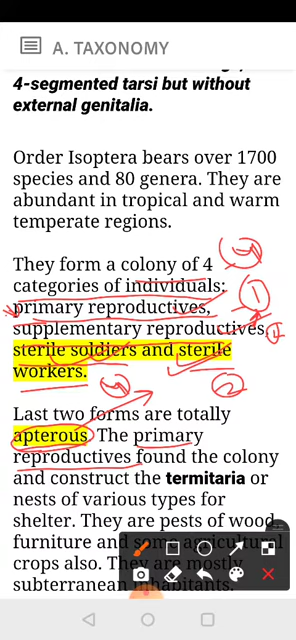 A. TAXONOMY
4-segmented tarsi but without
external genitalia.
Order Isoptera bears over 1700
species and 80 genera. They are
abundant in tropical and warm
temperate regions.
They form a colony of 4
categories of individuals:
primary reproductives,
supplementary reproductives,
sterile soldiers and sterile
workers.
Last two forms are totally
apterous. The primary
reproductives found the colony
and construct the termitaria or
nests of various types for
shelter. They are pests of wood,
furniture and some agricultural
crops also. They are mostly
subterranean inhabitants.